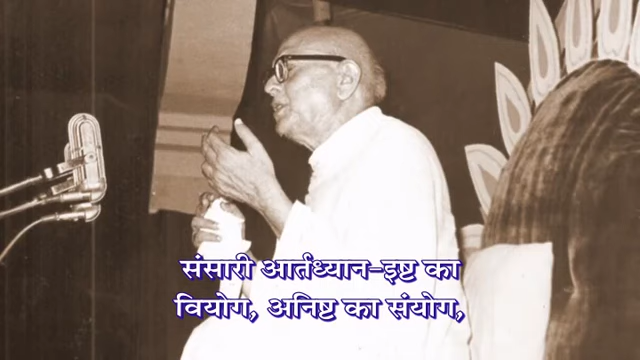 संसारी आर्तध्यान-इष्ट का
वियोग, अनिष्ट का संयोग,